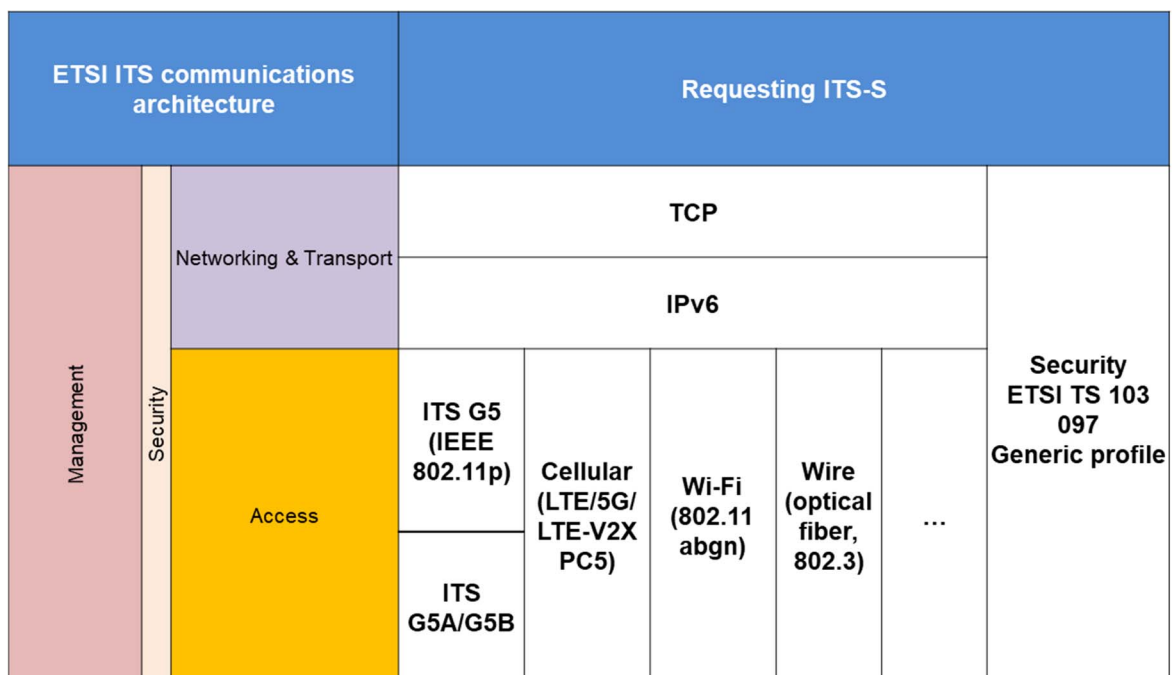 ETSI ITS communications
architecture
Requesting ITS-S
Management
Security
Networking & Transport
TCP
IPv6
Access
ITS G5
(IEEE
802.11p)
ITS
G5A/G5B
Cellular
(LTE/5G/
LTE-V2X
PC5)
Wi-Fi
(802.11
abgn)
Wire
(optical
fiber,
802.3)
...
Security
ETSI TS 103
097
Generic profile